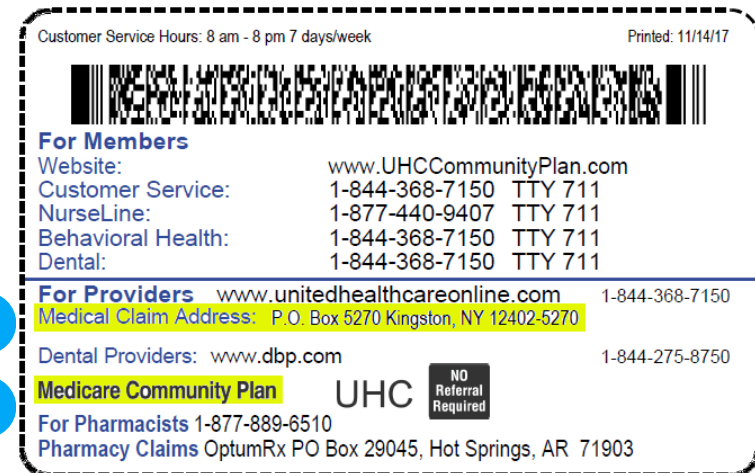 Customer Service Hours: 8 am - 8 pm 7 days/week Printed: 11/14/17
For Members
Website: www.UHCCommunityPlan.com
Customer Service: 1-844-368-7150 TTY 711
NurseLine: 1-877-440-9407 TTY 711
Behavioral Health: 1-844-368-7150 TTY 711
Dental: 1-844-368-7150 TTY 711
For Providers www.unitedhealthcareonline.com 1-844-368-7150
Medical Claim Address: P.O. Box 5270 Kingston, NY 12402-5270
Dental Providers: www.dbp.com 1-844-275-8750
Medicare Community Plan UHC NO Referral Required
For Pharmacists 1-877-889-6510
Pharmacy Claims OptumRx PO Box 29045, Hot Springs, AR 71903